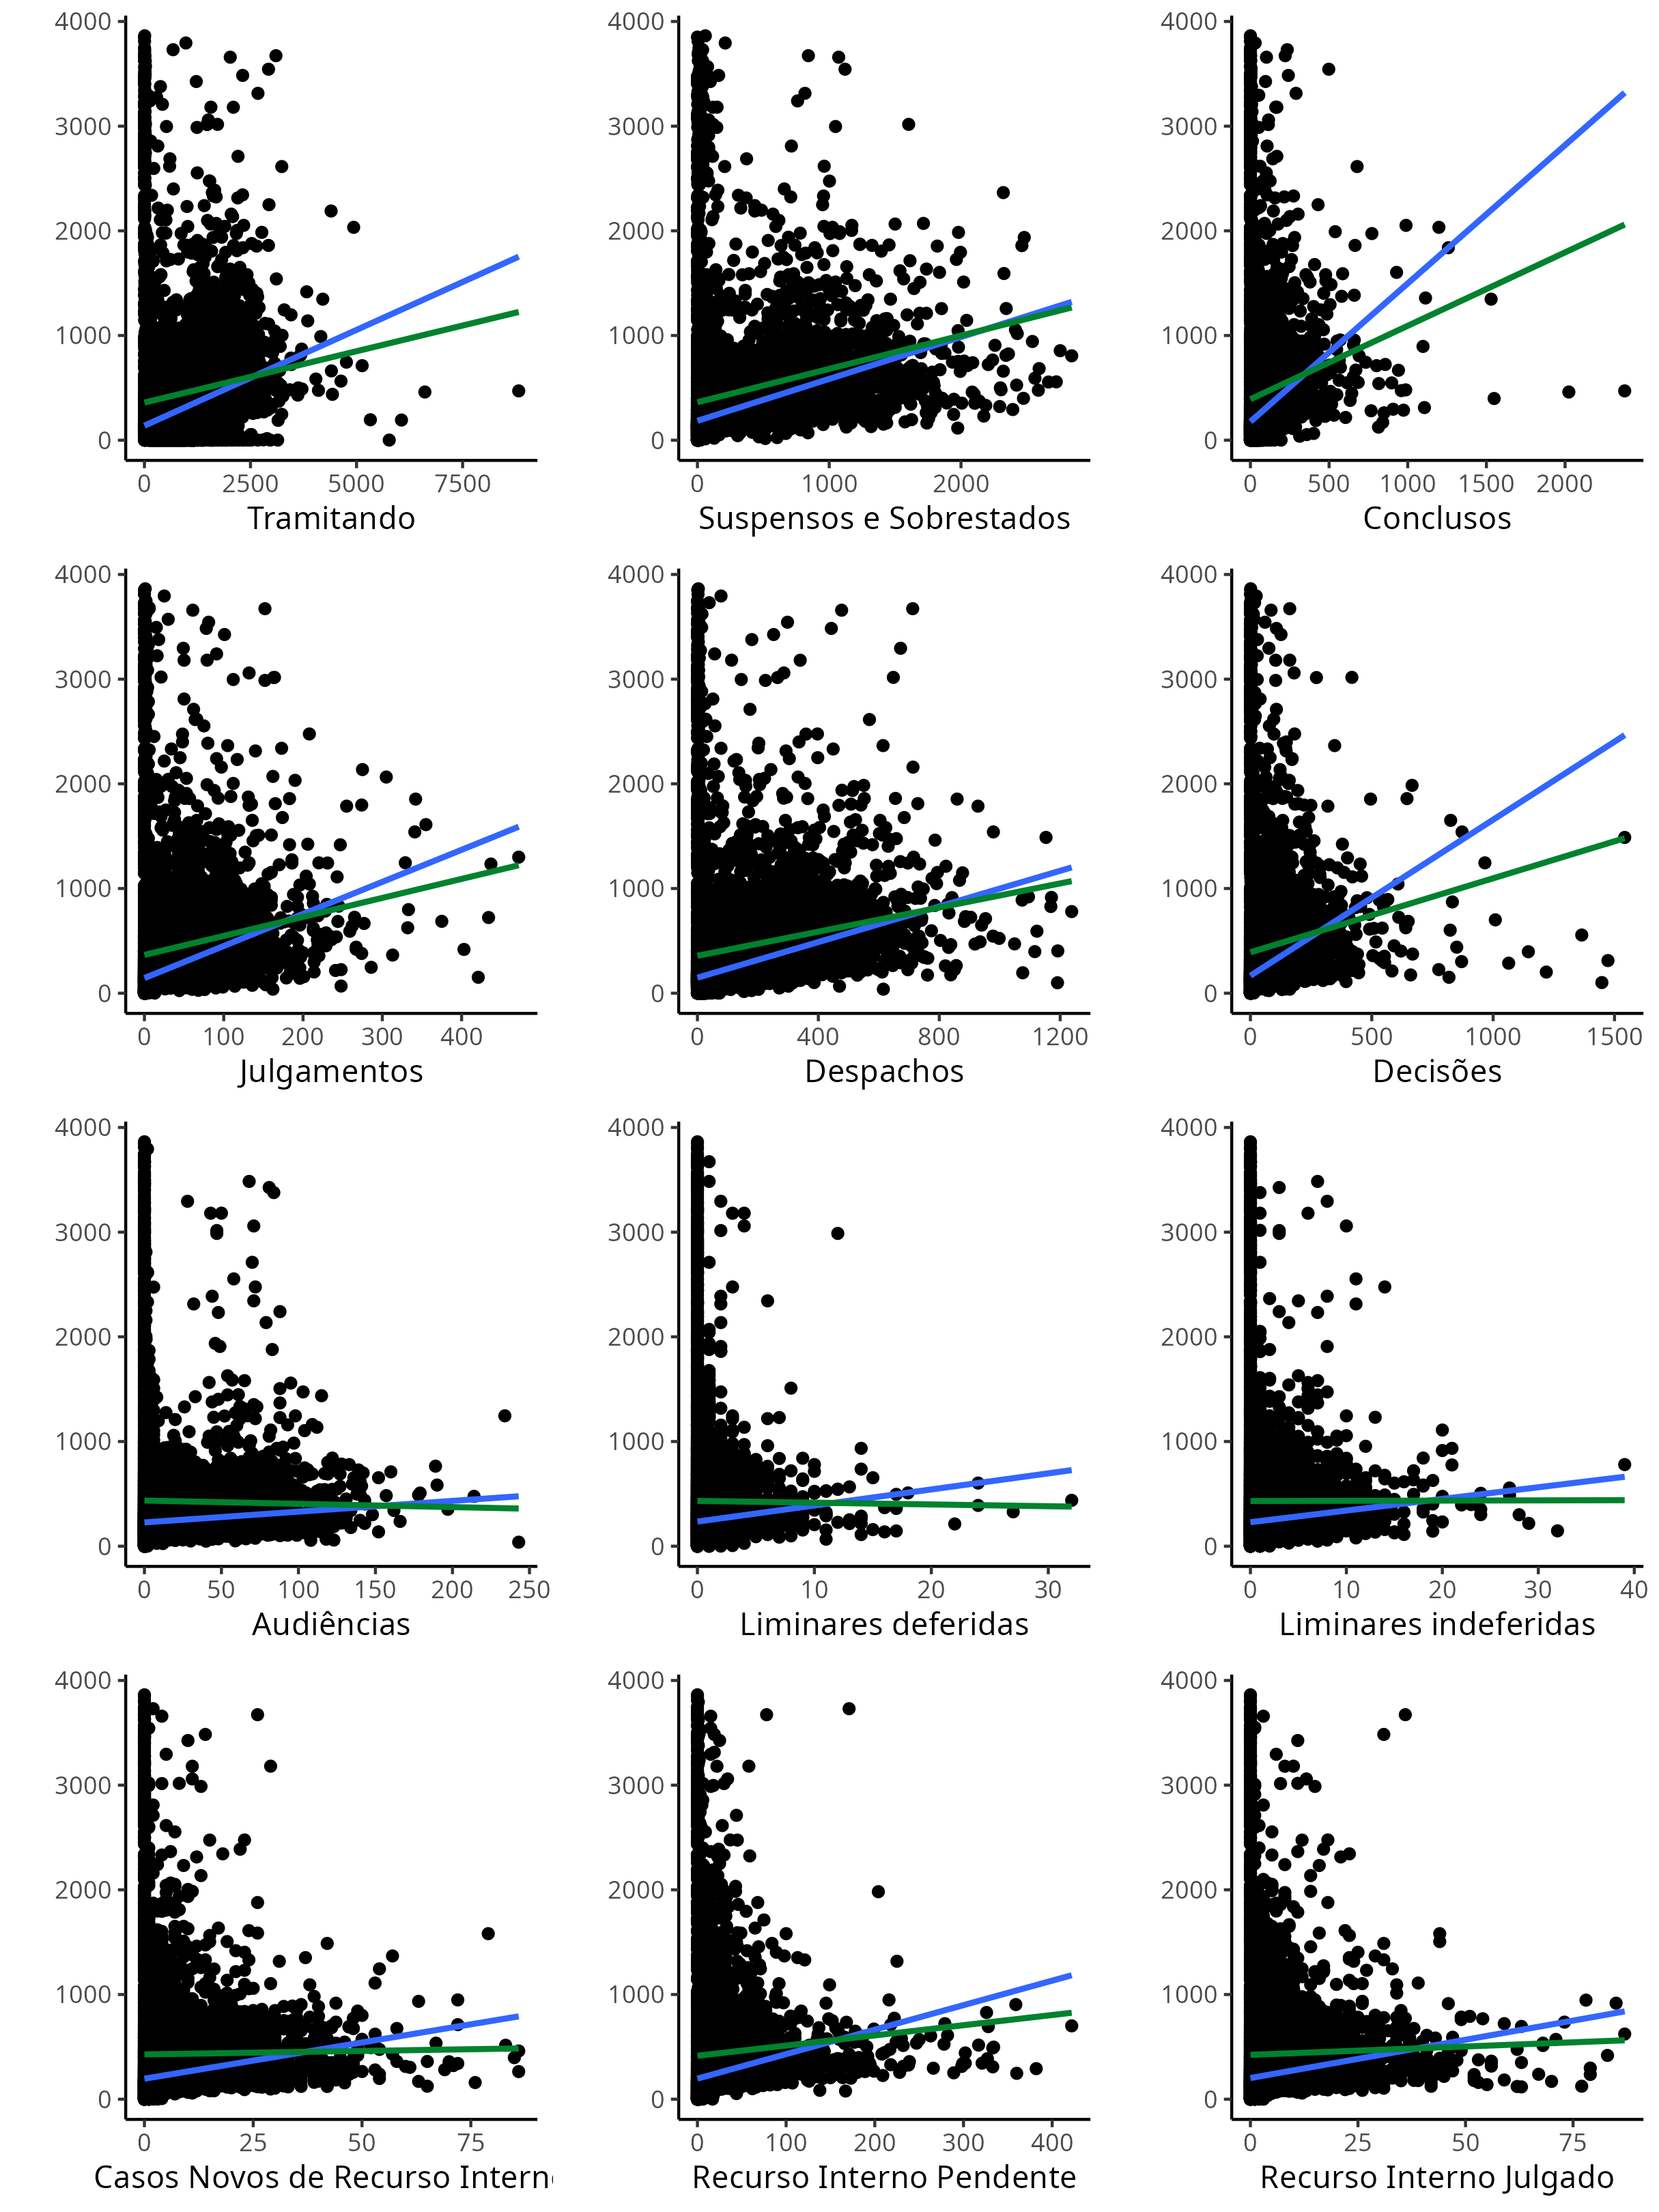 4000 4000 4000
3000 3000 3000
2000 2000 2000
1000 1000 1000
0 0 0
0 2500 5000 7500 0 1000 2000 0 500 1000 1500 2000
Tramitando Suspensos e Sobrestados Conclusos
4000 4000 4000
3000 3000 3000
2000 2000 2000
1000 1000 1000
0 0 0
0 100 200 300 400 0 400 800 1200 0 500 1000 1500
Julgamentos Despachos Decisões
4000 4000 4000
3000 3000 3000
2000 2000 2000
1000 1000 1000
0 0 0
0 50 100 150 200 250 0 10 20 30 0 10 20 30 40
Audiências Liminares deferidas Liminares indeferidas
4000 4000 4000
3000 3000 3000
2000 2000 2000
1000 1000 1000
0 0 0
0 25 50 75 0 100 200 300 400 0 25 50 75
Casos Novos de Recurso Intern Recurso Interno Pendente Recurso Interno Julgado